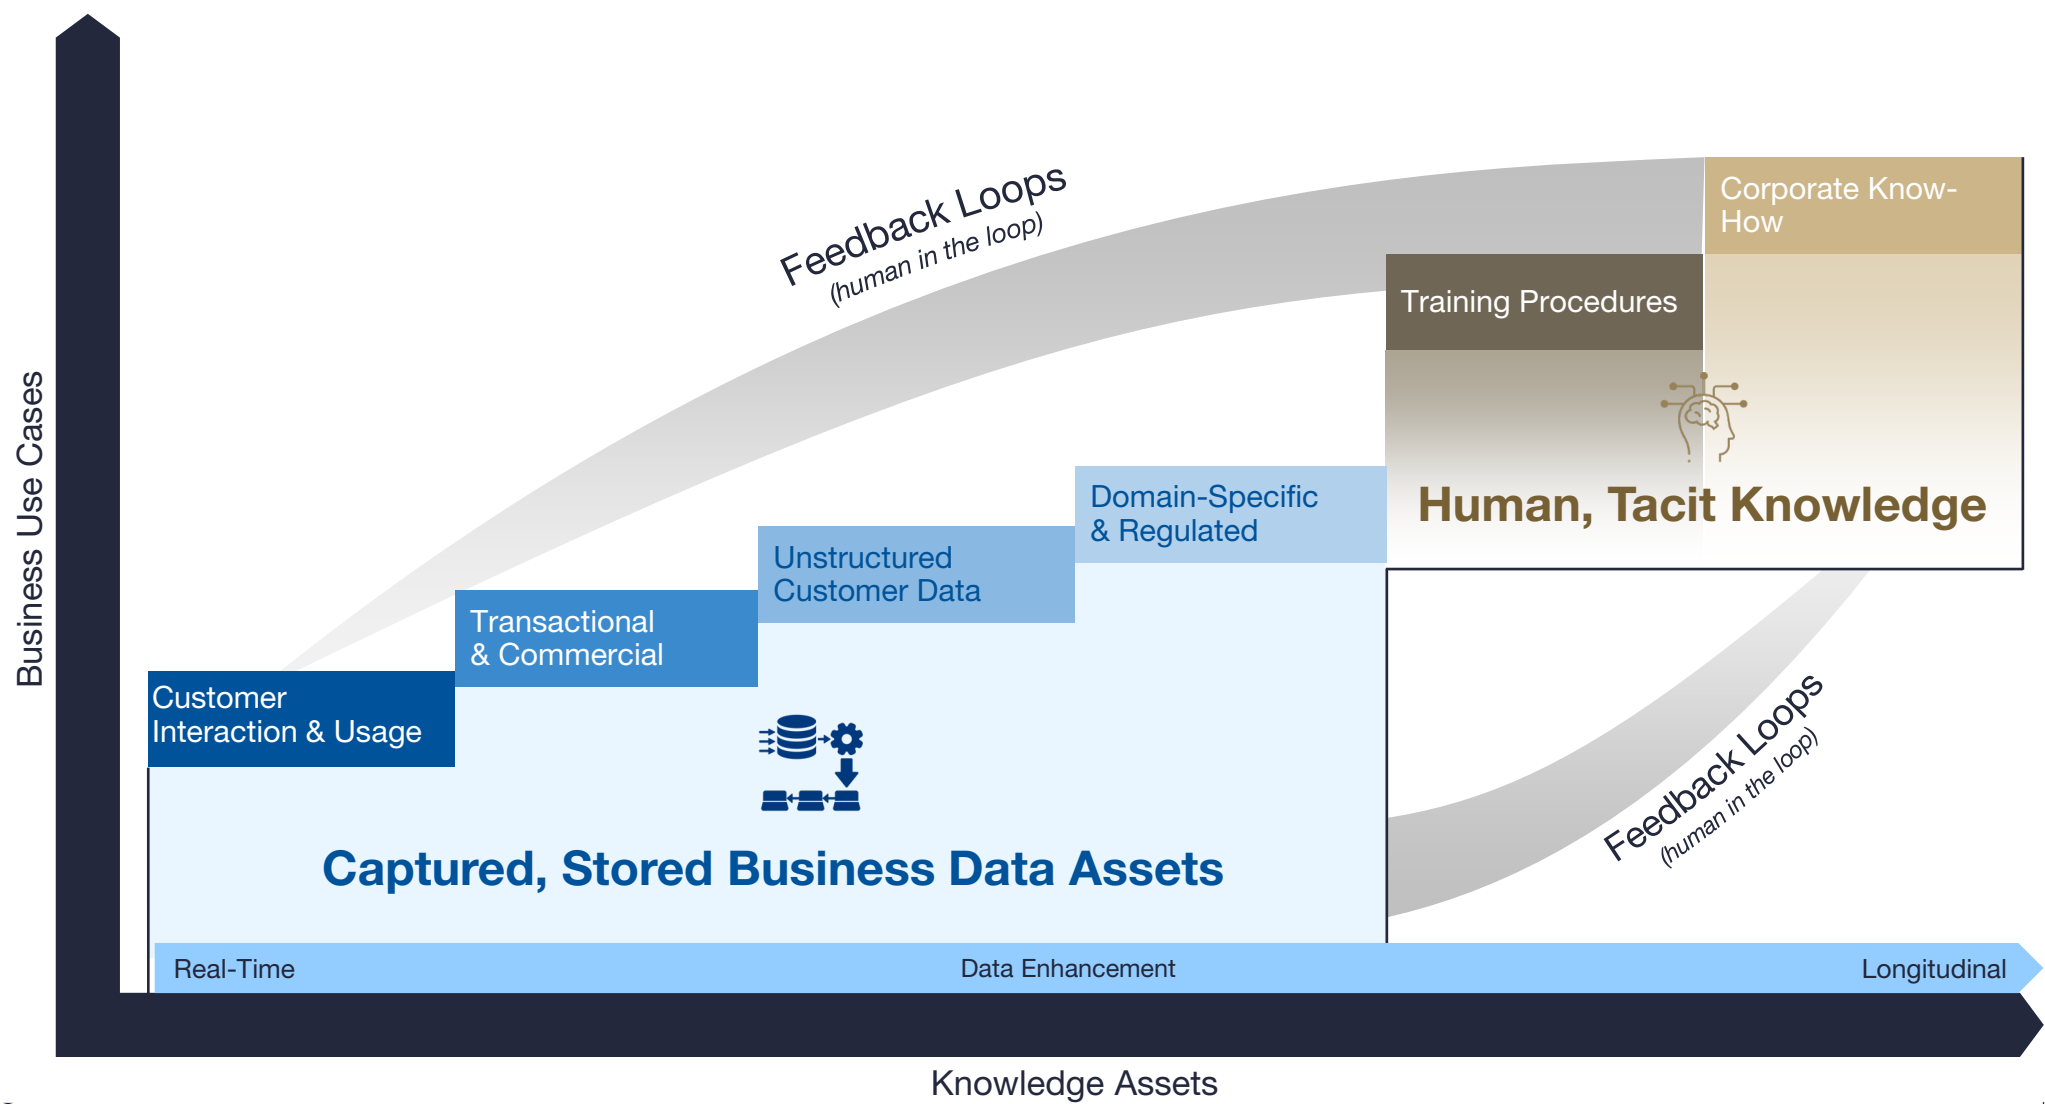 Business Use Cases
Feedback Loops
(human in the loop)
Corporate Know-
How
Training Procedures
Human, Tacit Knowledge
Domain-Specific
& Regulated
Unstructured
Customer Data
Transactional
& Commercial
Customer
Interaction & Usage
Captured, Stored Business Data Assets
Feedback Loops
(human in the loop)
Real-Time
Data Enhancement
Longitudinal
Knowledge Assets